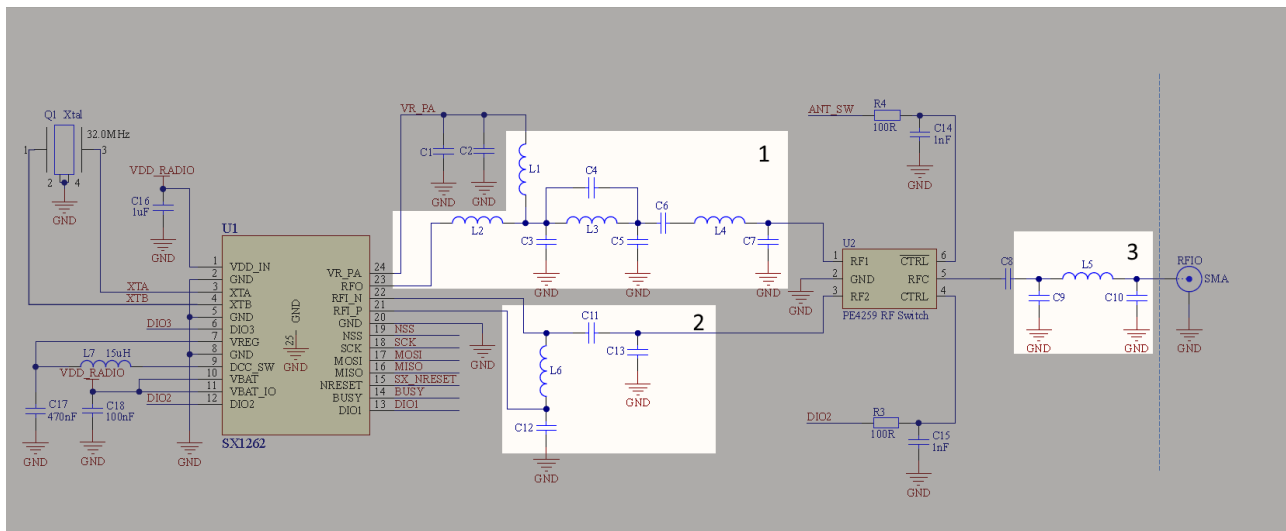 VR_PA
ANT_SW
R4
100R
C14
1nF
GND
Q1 Xtal
32.0MHz
1
3
2
4
GND
VDD_RADIO
C16
1uF
GND
C1
C2
GND
GND
1
L1
C4
L2
C3
L3
C5
C6
L4
C7
GND
GND
GND
U1
1
VDD_IN
2
GND
3
XTA
4
XTB
5
GND
6
DIO3
7
VREG
8
GND
9
DCC_SW
10
VBAT
11
VBAT_IO
12
DIO2
GND
25
GND
VR_PA
24
RFO
23
RFI_N
22
RFI_P
21
GND
20
NSS
19
SCK
18
MOSI
17
MISO
16
NRESET
15
BUSY
14
DIO1
13
SX1262
XTA
XTB
DIO3
L7 15uH
VDD_RADIO
DIO2
C17
470nF
C18
100nF
GND
GND
GND
NSS
SCK
MOSI
MISO
SX_NRESET
BUSY
DIO1
GND
2
C11
C13
L6
C12
GND
GND
U2
1
RF1
CTRL
6
2
GND
RFC
5
3
RF2
CTRL
4
PE4259 RF Switch
GND
DIO2
R3
100R
C15
1nF
GND
3
C8
L5
C9
C10
GND
GND
RFIO
SMA
GND